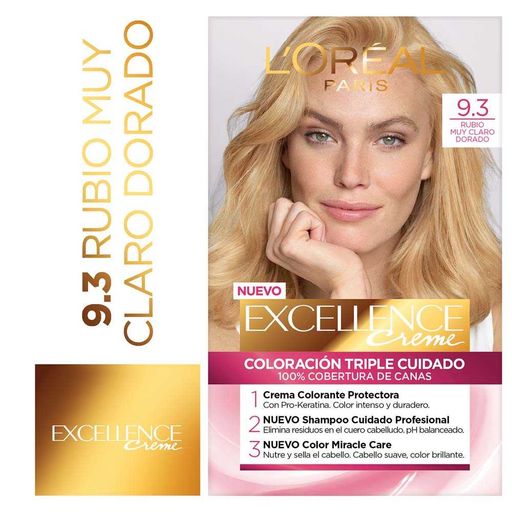 9.3 RUBIO MUY
CLARO DORADO
EXCELLENCE
Creme
L'ORÉAL
PARIS
9.3
RUBIO
MUY CLARO
DORADO
NUEVO
EXCELLENCE
Creme
COLORACIÓN TRIPLE CUIDADO
100% COBERTURA DE CANAS
1 Crema Colorante Protectora
Con Pro-Keratina. Color intenso y duradero.
2 NUEVO Shampoo Cuidado Profesional
Elimina residuos en el cuero cabelludo, pH balanceado.
3 NUEVO Color Miracle Care
Nutre y sella el cabello. Cabello suave, color brillante.